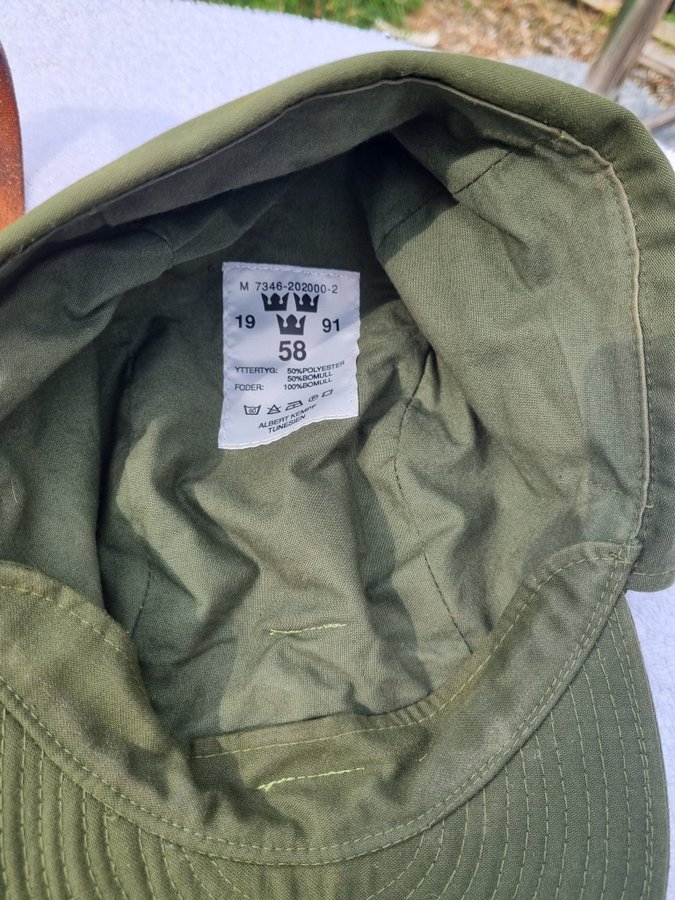 M 7346-202000-2
19 91
58
YTTERTYG: 50%POLYESTER
50%BOMULL
FODER: 100%BOMULL
ALBERT KEMPF
TUNESIEN